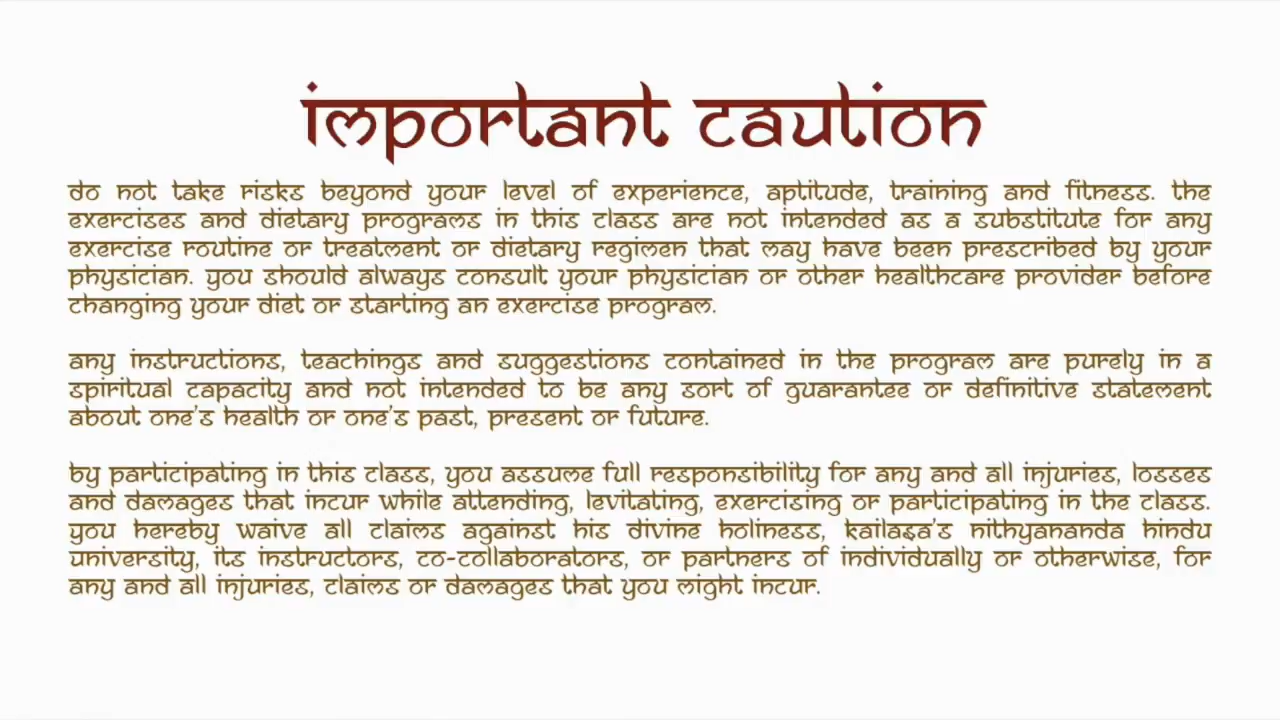 important caution
do not take risks beyond your level of experience, aptitude, training and fitness. the
exercises and dietary programs in this class are not intended as a substitute for any
exercise routine or treatment or dietary regimen that may have been prescribed by your
physician. you should always consult your physician or other healthcare provider before
changing your diet or starting an exercise program.
any instructions, teachings and suggestions contained in the program are purely in a
spiritual capacity and not intended to be any sort of guarantee or definitive statement
about one's health or one's past, present or future.
by participating in this class, you assume full responsibility for any and all injuries, losses
and damages that incur while attending, levitating, exercising or participating in the class.
you hereby waive all claims against his divine holiness, kailaṣa's nithyananda hindu
university, its instructors, co-collaborators, or partners of individually or otherwise, for
any and all injuries, claims or damages that you might incur.